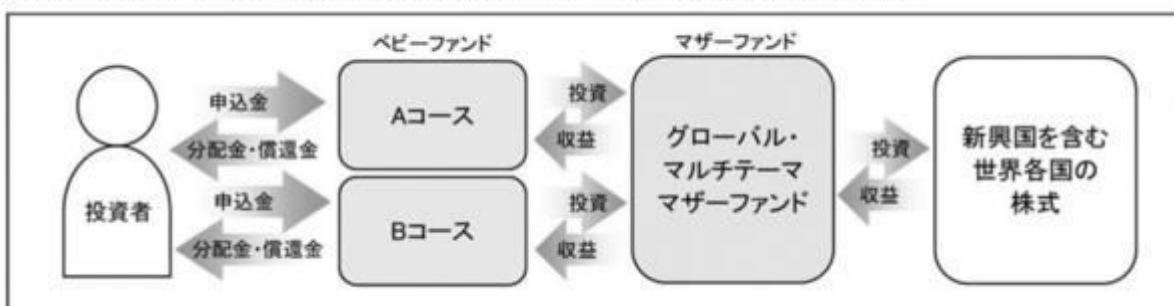 ベビーファンド
マザーファンド
申込金
分配金・償還金
Aコース
投資
収益
申込金
分配金・償還金
Bコース
投資
収益
投資者
グローバル・
マルチテーマ
マザーファンド
投資
収益
新興国を含む
世界各国の
株式